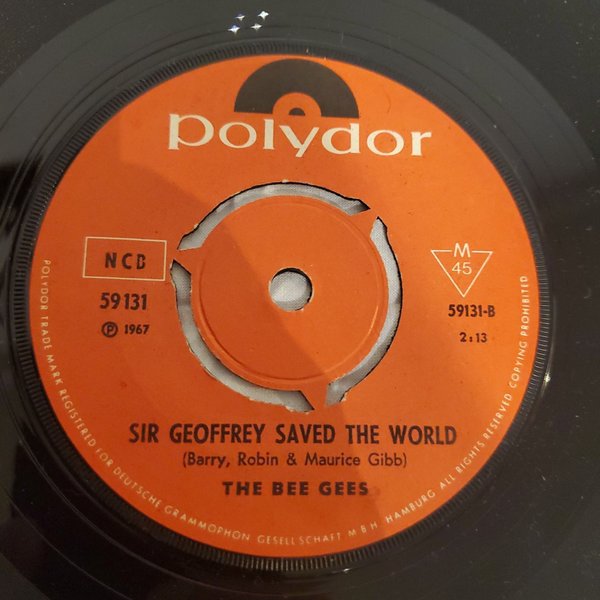 polydor
NCB
59131
℗ 1967
M
45
59131-B
2:13
SIR GEOFFREY SAVED THE WORLD
(Barry, Robin & Maurice Gibb)
THE BEE GEES
POLYDOR TRADE MARK REGISTERED FOR DEUTSCHE GRAMMOPHON GESELLSCHAFT M B H HAMBURG ALL RIGHTS RESERVED COPYING PROHIBITED